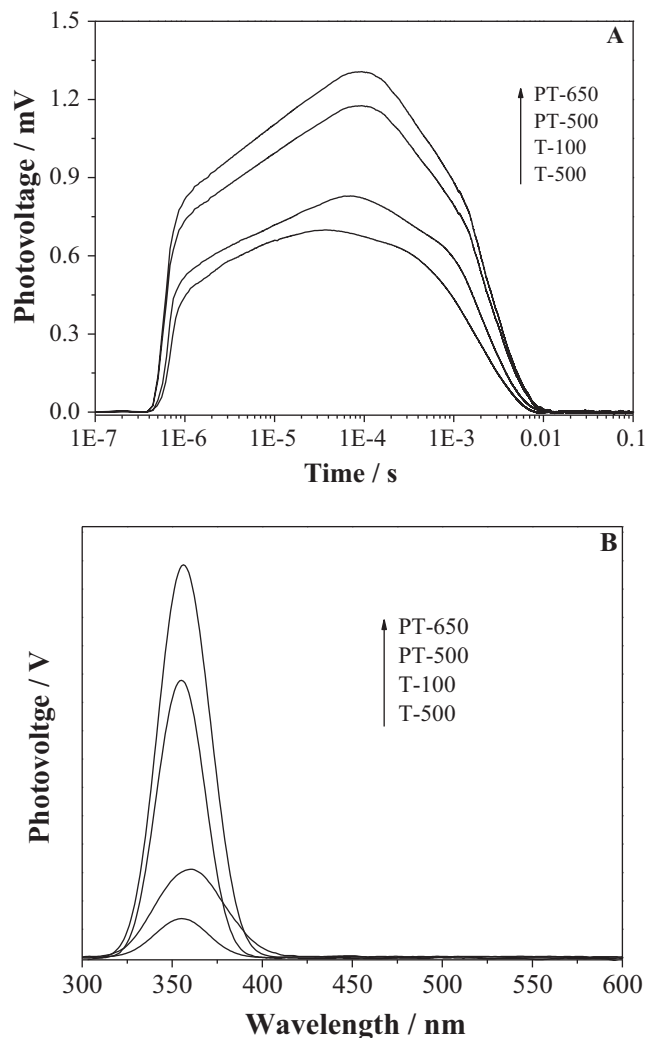 A
1.5
1.2
0.9
0.6
0.3
0.0
Photovoltage / mV
PT-650
PT-500
T-100
T-500
1E-7 1E-6 1E-5 1E-4 1E-3 0.01 0.1
Time / s
B
Photovoltge / V
PT-650
PT-500
T-100
T-500
300 350 400 450 500 550 600
Wavelength / nm